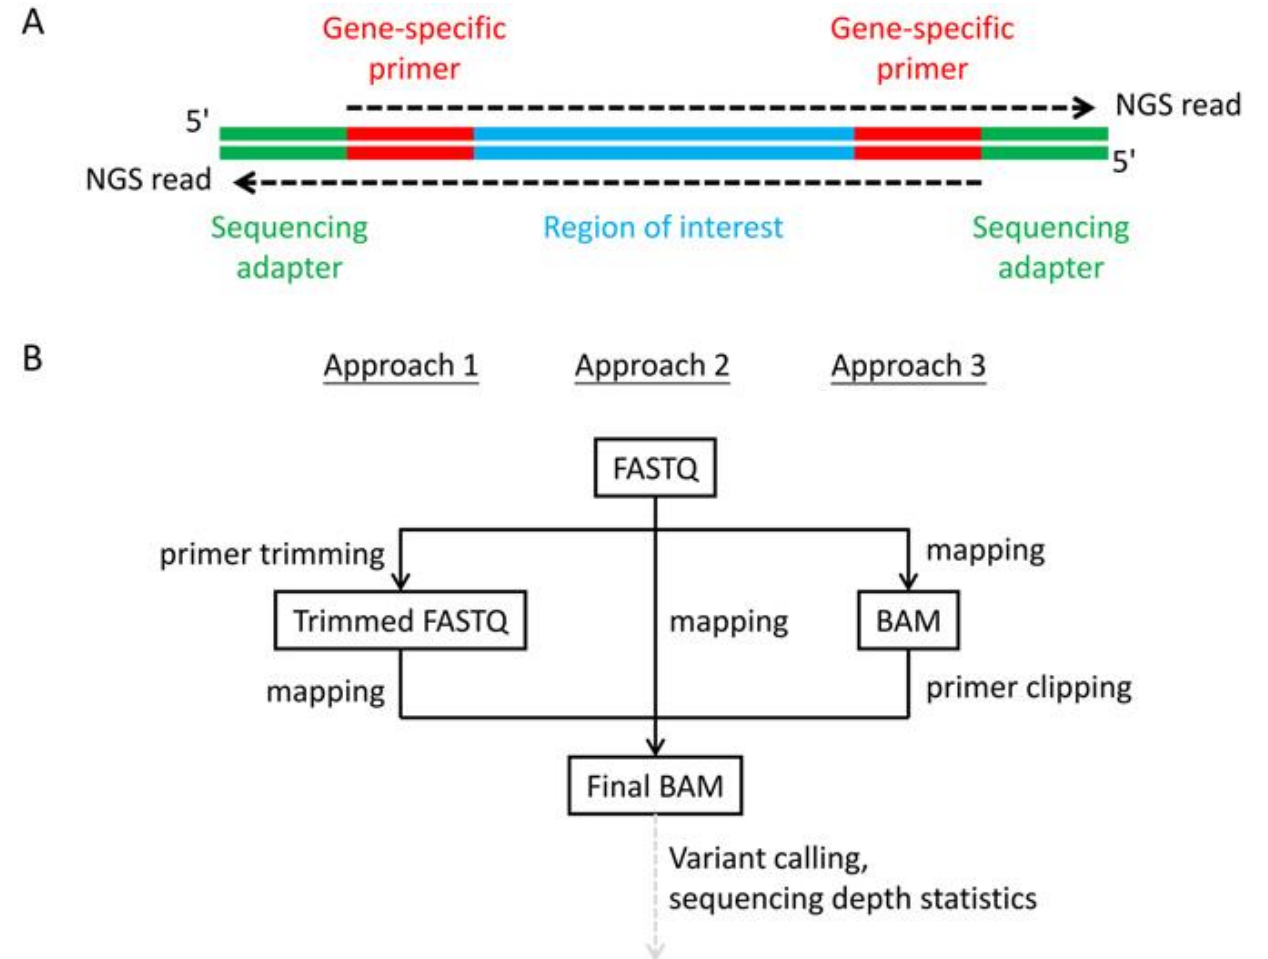 A
Gene-specific
primer
Gene-specific
primer
5'
NGS read
NGS read
5'
Sequencing
adapter
Region of interest
Sequencing
adapter
B
Approach 1
Approach 2
Approach 3
FASTQ
primer trimming
mapping
Trimmed FASTQ
mapping
BAM
mapping
primer clipping
Final BAM
Variant calling,
sequencing depth statistics